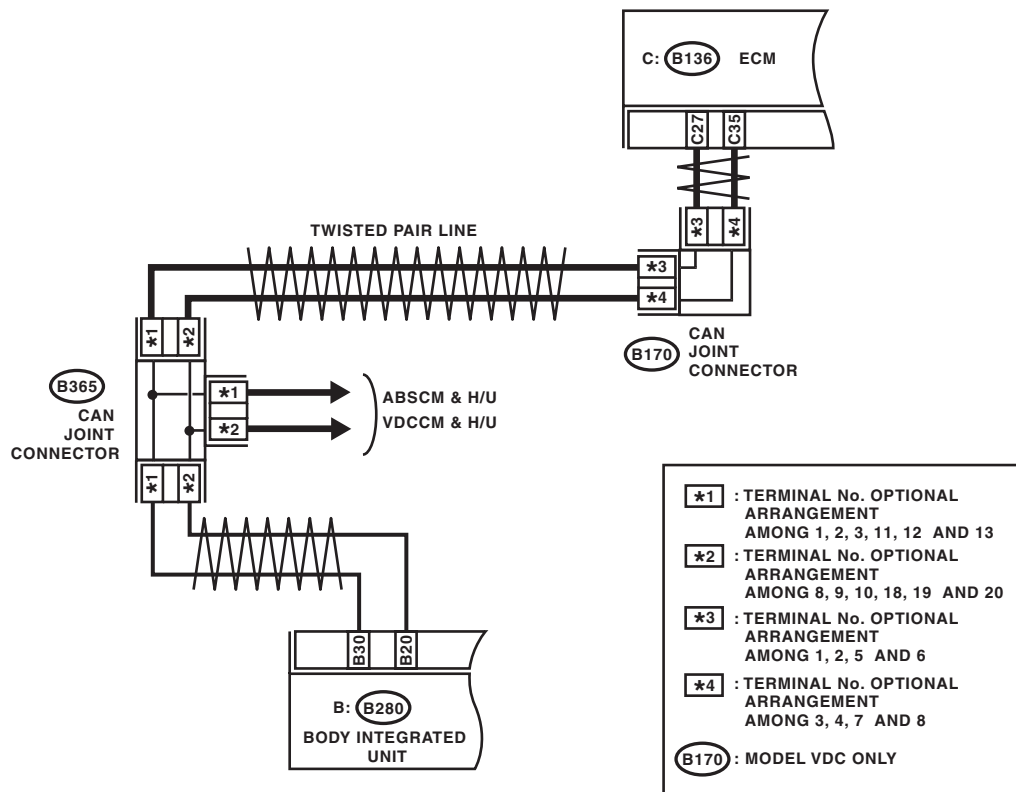 C: B136 ECM
C27
C35
*3
*4
TWISTED PAIR LINE
*3
*4
B170
CAN
JOINT
CONNECTOR
*1
*2
B365
CAN
JOINT
CONNECTOR
*1
*2
ABSCM & H/U
VDCCM & H/U
*1
*2
B30
B20
B: B280
BODY INTEGRATED
UNIT
*1 : TERMINAL No. OPTIONAL
ARRANGEMENT
AMONG 1, 2, 3, 11, 12 AND 13
*2 : TERMINAL No. OPTIONAL
ARRANGEMENT
AMONG 8, 9, 10, 18, 19 AND 20
*3 : TERMINAL No. OPTIONAL
ARRANGEMENT
AMONG 1, 2, 5 AND 6
*4 : TERMINAL No. OPTIONAL
ARRANGEMENT
AMONG 3, 4, 7 AND 8
B170 : MODEL VDC ONLY